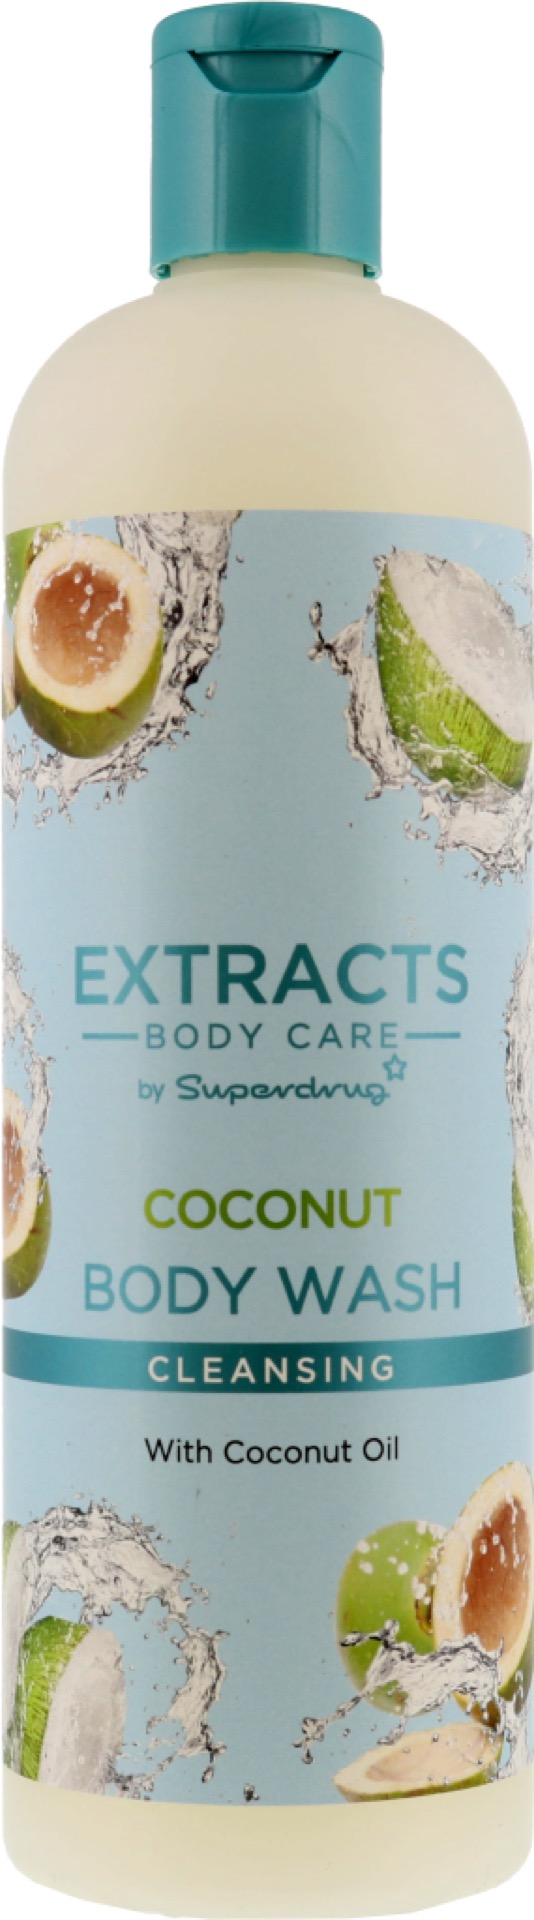 EXTRACTS
BODY CARE
by Superdrug
COCONUT
BODY WASH
CLEANSING
With Coconut Oil